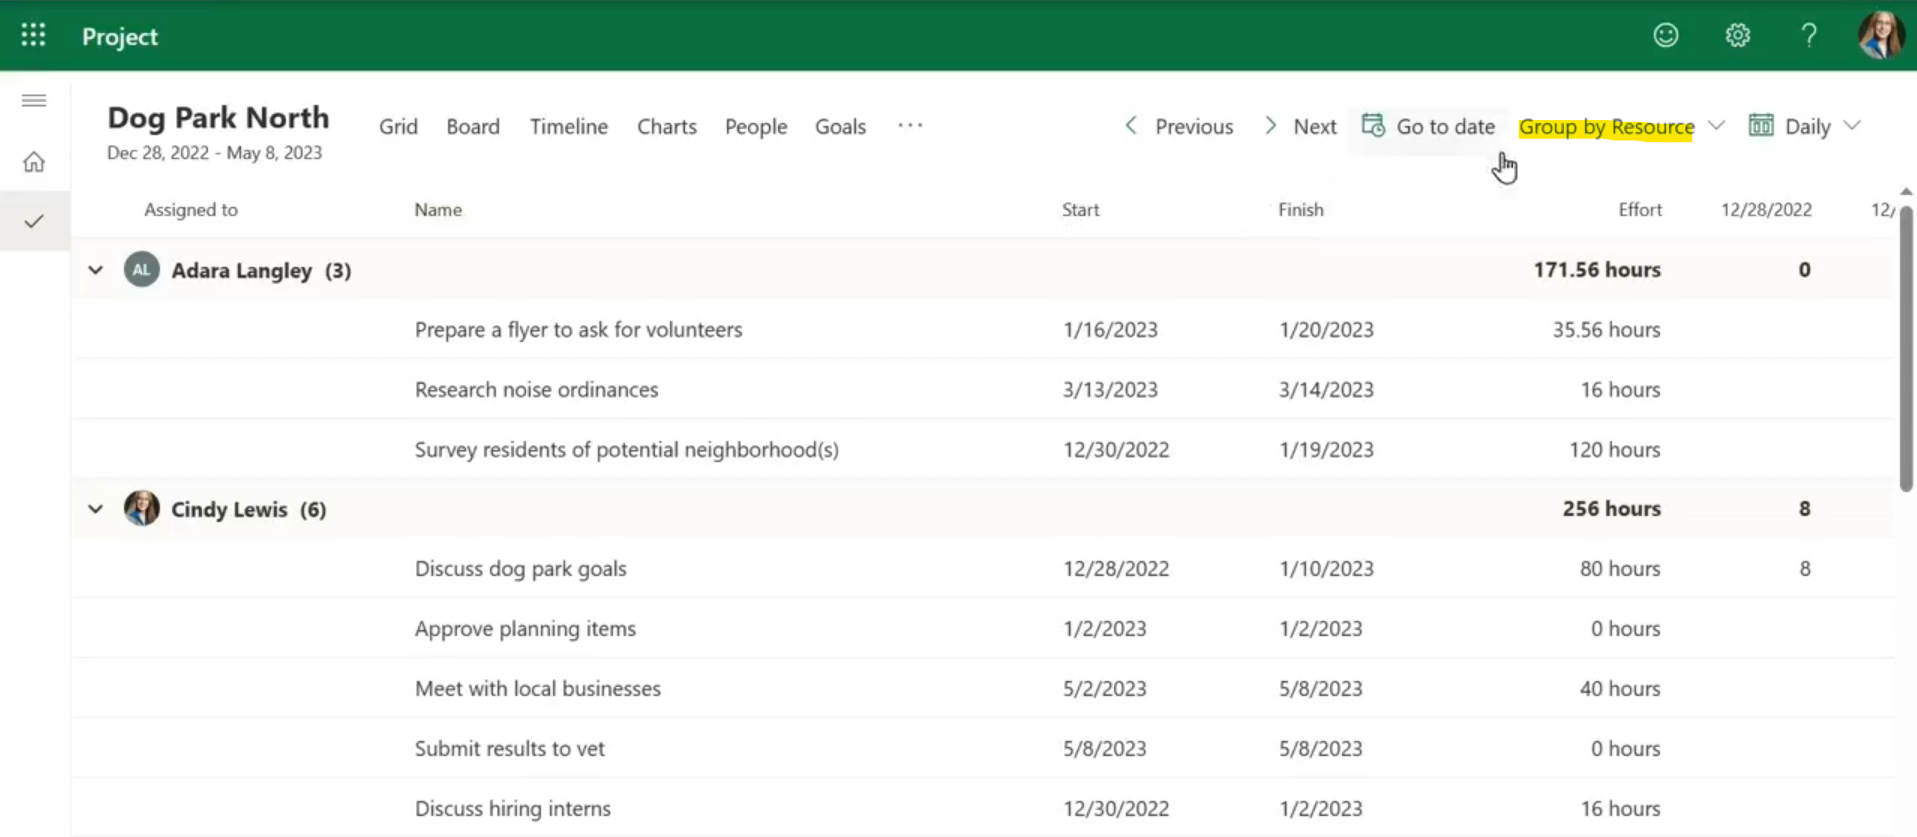 Project
Dog Park North
Dec 28, 2022 - May 8, 2023
Grid Board Timeline Charts People Goals ···
Previous Next Go to date Group by Resource Daily
Assigned to Name Start Finish Effort 12/28/2022 12/
AL Adara Langley (3) 171.56 hours 0
Prepare a flyer to ask for volunteers 1/16/2023 1/20/2023 35.56 hours
Research noise ordinances 3/13/2023 3/14/2023 16 hours
Survey residents of potential neighborhood(s) 12/30/2022 1/19/2023 120 hours
Cindy Lewis (6) 256 hours 8
Discuss dog park goals 12/28/2022 1/10/2023 80 hours 8
Approve planning items 1/2/2023 1/2/2023 0 hours
Meet with local businesses 5/2/2023 5/8/2023 40 hours
Submit results to vet 5/8/2023 5/8/2023 0 hours
Discuss hiring interns 12/30/2022 1/2/2023 16 hours